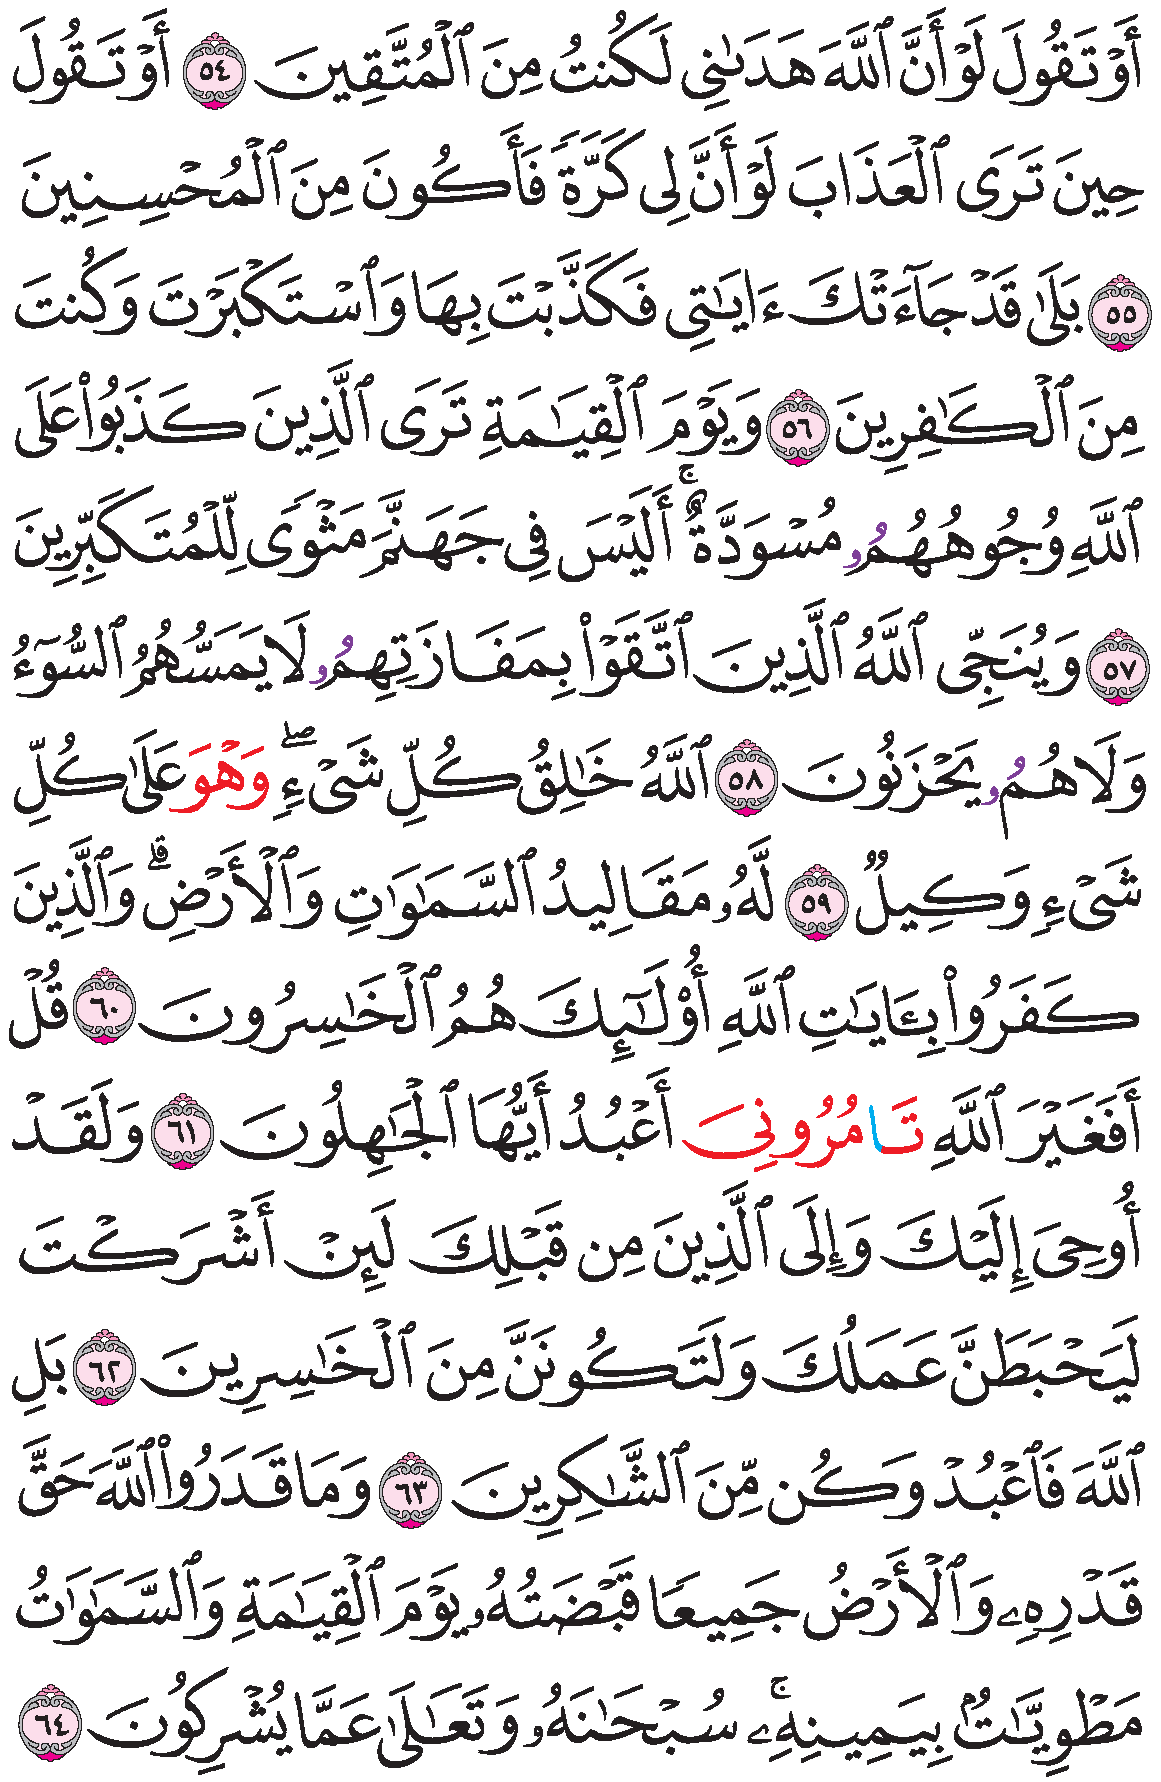 أَوْ تَقُولَ لَوْ أَنَّ ٱللَّهَ هَدَىٰنِى لَكُنتُ مِنَ ٱلْمُتَّقِينَ ٥٤ أَوْ تَقُولَ
حِينَ تَرَى ٱلْعَذَابَ لَوْ أَنَّ لِى كَرَّةً فَأَكُونَ مِنَ ٱلْمُحْسِنِينَ
٥٥ بَلَىٰ قَدْ جَآءَتْكَ ءَايَٰتِى فَكَذَّبْتَ بِهَا وَٱسْتَكْبَرْتَ وَكُنتَ
مِنَ ٱلْكَٰفِرِينَ ٥٦ وَيَوْمَ ٱلْقِيَٰمَةِ تَرَى ٱلَّذِينَ كَذَبُوا۟ عَلَى
ٱللَّهِ وُجُوهُهُمُۥ مُسْوَدَّةٌ ۚ أَلَيْسَ فِى جَهَنَّمَ مَثْوًى لِّلْمُتَكَبِّرِينَ
٥٧ وَيُنَجِّى ٱللَّهُ ٱلَّذِينَ ٱتَّقَوْا۟ بِمَفَازَتِهِمُۥ لَا يَمَسُّهُمُ ٱلسُّوٓءُ
وَلَا هُمُۥ يَحْزَنُونَ ٥٨ ٱللَّهُ خَٰلِقُ كُلِّ شَىْءٍ ۖ وَهْوَ عَلَىٰ كُلِّ
شَىْءٍ وَكِيلٌ ٥٩ لَّهُۥ مَقَالِيدُ ٱلسَّمَٰوَٰتِ وَٱلْأَرْضِ ۗ وَٱلَّذِينَ
كَفَرُوا۟ بِـَٔايَٰتِ ٱللَّهِ أُو۟لَٰٓئِكَ هُمُ ٱلْخَٰسِرُونَ ٦٠ قُلْ
أَفَغَيْرَ ٱللَّهِ تَامُرُونِىَ أَعْبُدُ أَيُّهَا ٱلْجَٰهِلُونَ ٦١ وَلَقَدْ
أُوحِىَ إِلَيْكَ وَإِلَى ٱلَّذِينَ مِن قَبْلِكَ لَئِنْ أَشْرَكْتَ
لَيَحْبَطَنَّ عَمَلُكَ وَلَتَكُونَنَّ مِنَ ٱلْخَٰسِرِينَ ٦٢ بَلِ
ٱللَّهَ فَٱعْبُدْ وَكُن مِّنَ ٱلشَّٰكِرِينَ ٦٣ وَمَا قَدَرُوا۟ ٱللَّهَ حَقَّ
قَدْرِهِۦ وَٱلْأَرْضُ جَمِيعًا قَبْضَتُهُۥ يَوْمَ ٱلْقِيَٰمَةِ وَٱلسَّمَٰوَٰتُ
مَطْوِيَّٰتٌۢ بِيَمِينِهِۦ ۚ سُبْحَٰنَهُۥ وَتَعَٰلَىٰ عَمَّا يُشْرِكُونَ ٦٤